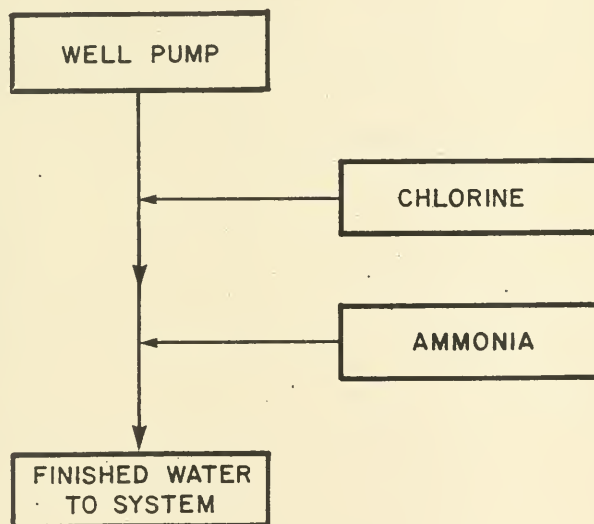 WELL PUMP
CHLORINE
AMMONIA
FINISHED WATER
TO SYSTEM